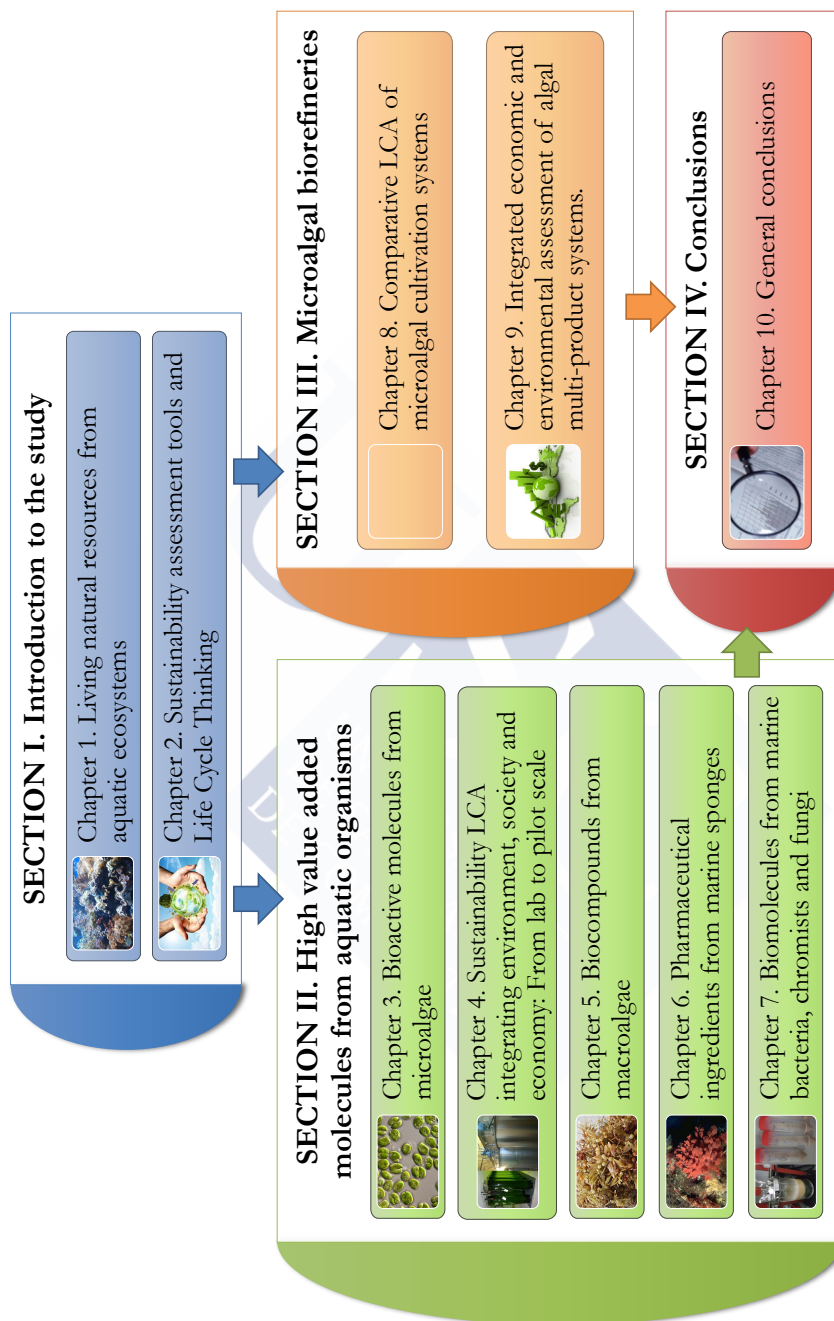 SECTION I. Introduction to the study
Chapter 1. Living natural resources from
aquatic ecosystems
Chapter 2. Sustainability assessment tools and
Life Cycle Thinking
SECTION II. High value added
molecules from aquatic organisms
Chapter 3. Bioactive molecules from
microalgae
Chapter 4. Sustainability LCA
integrating environment, society and
economy: From lab to pilot scale
Chapter 5. Biocompounds from
macroalgae
Chapter 6. Pharmaceutical
ingredients from marine sponges
Chapter 7. Biomolecules from marine
bacteria, chromists and fungi
SECTION III. Microalgal biorefineries
Chapter 8. Comparative LCA of
microalgal cultivation systems
Chapter 9. Integrated economic and
environmental assessment of algal
multi-product systems.
SECTION IV. Conclusions
Chapter 10. General conclusions